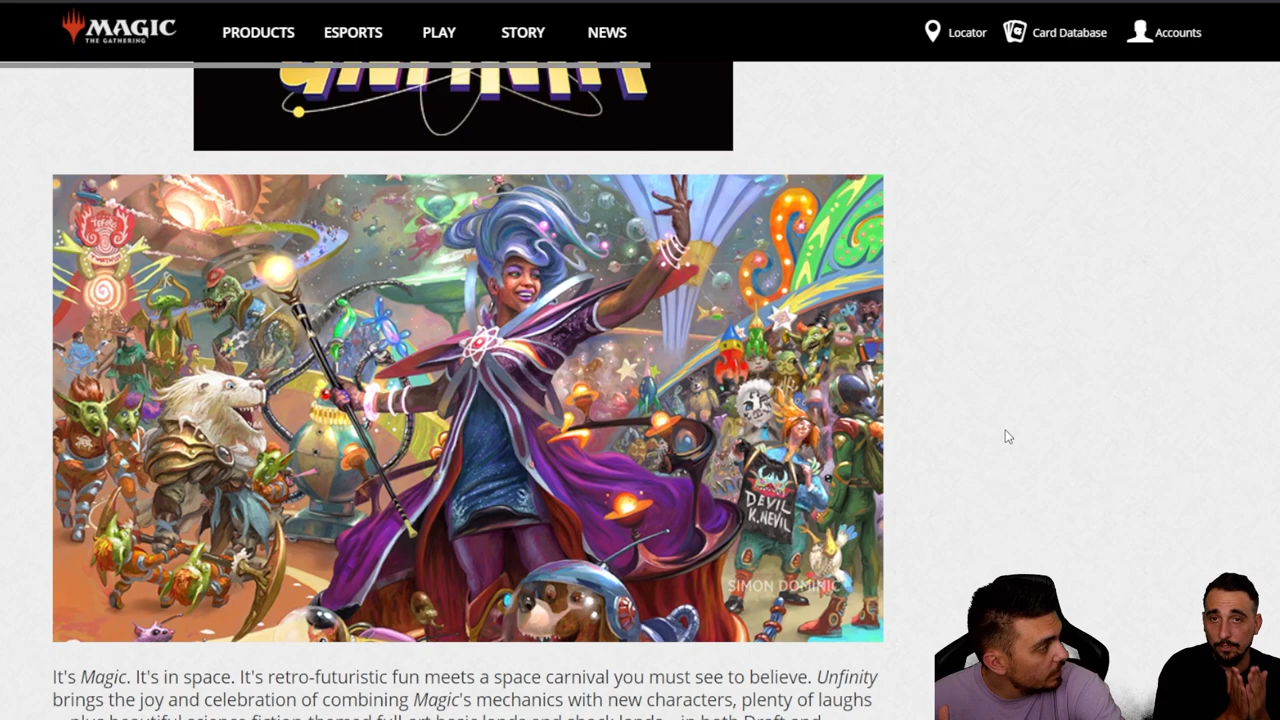 MAGIC
THE GATHERING
PRODUCTS ESPORTS PLAY STORY NEWS
Locator Card Database Accounts
DEVIL
K. NEVIL
SIMON DOMINIC
It's Magic. It's in space. It's retro-futuristic fun meets a space carnival you must see to believe. Unfinity
brings the joy and celebration of combining Magic's mechanics with new characters, plenty of laughs